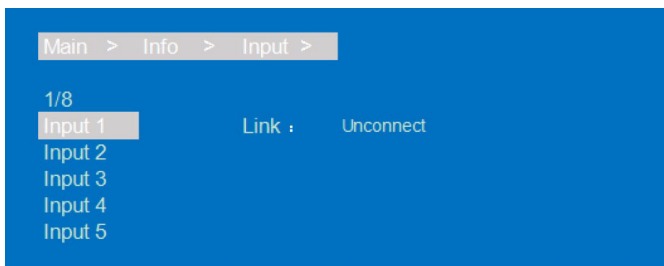 Main > Info > Input >
1/8
Input 1 Link : Unconnect
Input 2
Input 3
Input 4
Input 5